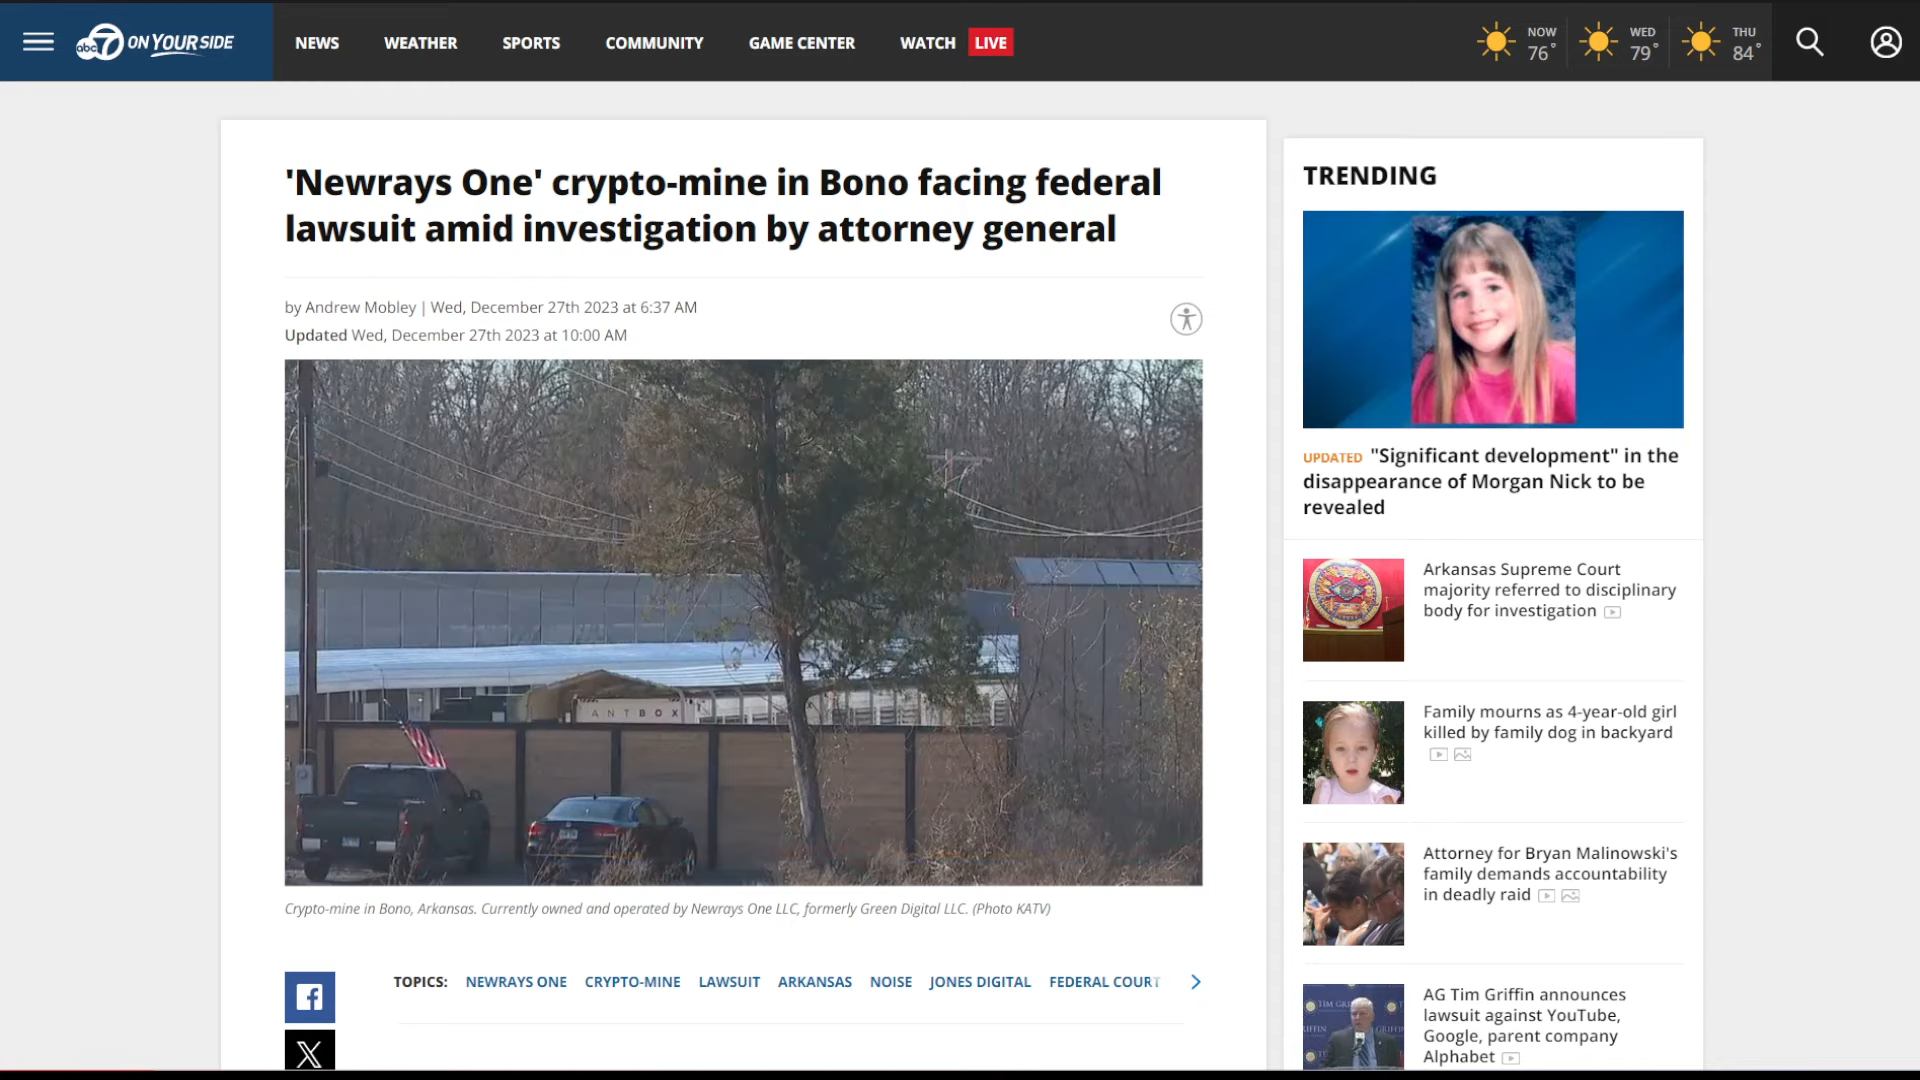 abc 7 ON YOUR SIDE
NEWS
WEATHER
SPORTS
COMMUNITY
GAME CENTER
WATCH LIVE
NOW
76°
WED
79°
THU
84°
'Newrays One' crypto-mine in Bono facing federal
lawsuit amid investigation by attorney general
by Andrew Mobley | Wed, December 27th 2023 at 6:37 AM
Updated Wed, December 27th 2023 at 10:00 AM
ANTBOX
Crypto-mine in Bono, Arkansas. Currently owned and operated by Newrays One LLC, formerly Green Digital LLC. (Photo KATV)
TOPICS: NEWRAYS ONE CRYPTO-MINE LAWSUIT ARKANSAS NOISE JONES DIGITAL FEDERAL COURT
TRENDING
UPDATED "Significant development" in the
disappearance of Morgan Nick to be
revealed
Arkansas Supreme Court
majority referred to disciplinary
body for investigation
Family mourns as 4-year-old girl
killed by family dog in backyard
Attorney for Bryan Malinowski's
family demands accountability
in deadly raid
AG Tim Griffin announces
lawsuit against YouTube,
Google, parent company
Alphabet